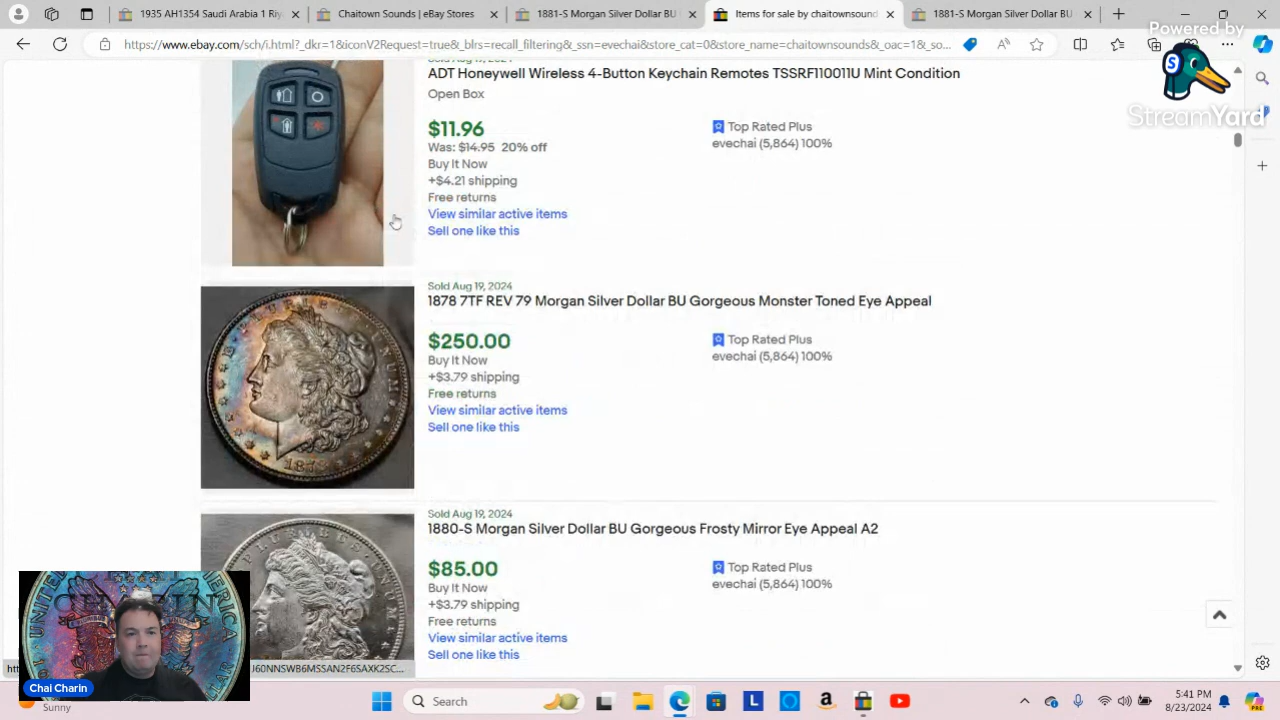 1935 AH1354 Saudi Arabia 1 Riy
Chaitown Sounds | eBay Stores
1881-S Morgan Silver Dollar BU
Items for sale by chaitownsound
1881-S Morgan Silver Dollar BU
Powered by
https://www.ebay.com/sch/i.html?_dkr=1&iconV2Request=true&_blrs=recall_filtering&_ssn=evechai&store_cat=0&store_name=chaitownsounds&_oac=1&_so...
S
StreamYard
ADT Honeywell Wireless 4-Button Keychain Remotes TSSRF110011U Mint Condition
Open Box
$11.96
Was: $14.95 20% off
Buy It Now
+$4.21 shipping
Free returns
View similar active items
Sell one like this
Top Rated Plus
evechai (5,864) 100%
Sold Aug 19, 2024
1878 7TF REV 79 Morgan Silver Dollar BU Gorgeous Monster Toned Eye Appeal
$250.00
Buy It Now
+$3.79 shipping
Free returns
View similar active items
Sell one like this
Top Rated Plus
evechai (5,864) 100%
Sold Aug 19, 2024
1880-S Morgan Silver Dollar BU Gorgeous Frosty Mirror Eye Appeal A2
$85.00
Buy It Now
+$3.79 shipping
Free returns
View similar active items
Sell one like this
Top Rated Plus
evechai (5,864) 100%
Chai Charin
Sunny
Search
5:41 PM
8/23/2024